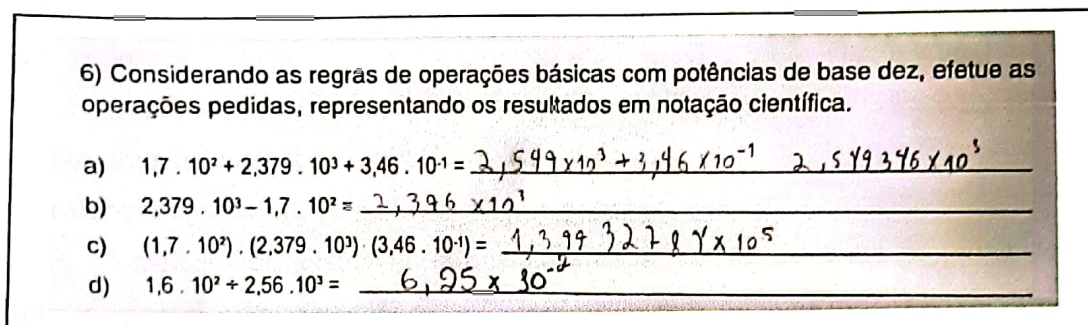 6) Considerando as regras de operações básicas com potências de base dez, efetue as
operações pedidas, representando os resultados em notação científica.
a) 1,7 . 10² + 2,379 . 10³ + 3,46 . 10⁻¹ = 2,549x10³ + 3,46 x10⁻¹ 2,549346x10³
b) 2,379 . 10³ – 1,7 . 10² = 2,396 x10³
c) (1,7 . 10²) . (2,379 . 10³) . (3,46 . 10⁻¹) = 1,39932784 x 10⁵
d) 1,6 . 10² ÷ 2,56 .10³ = 6,25 x 10⁻²